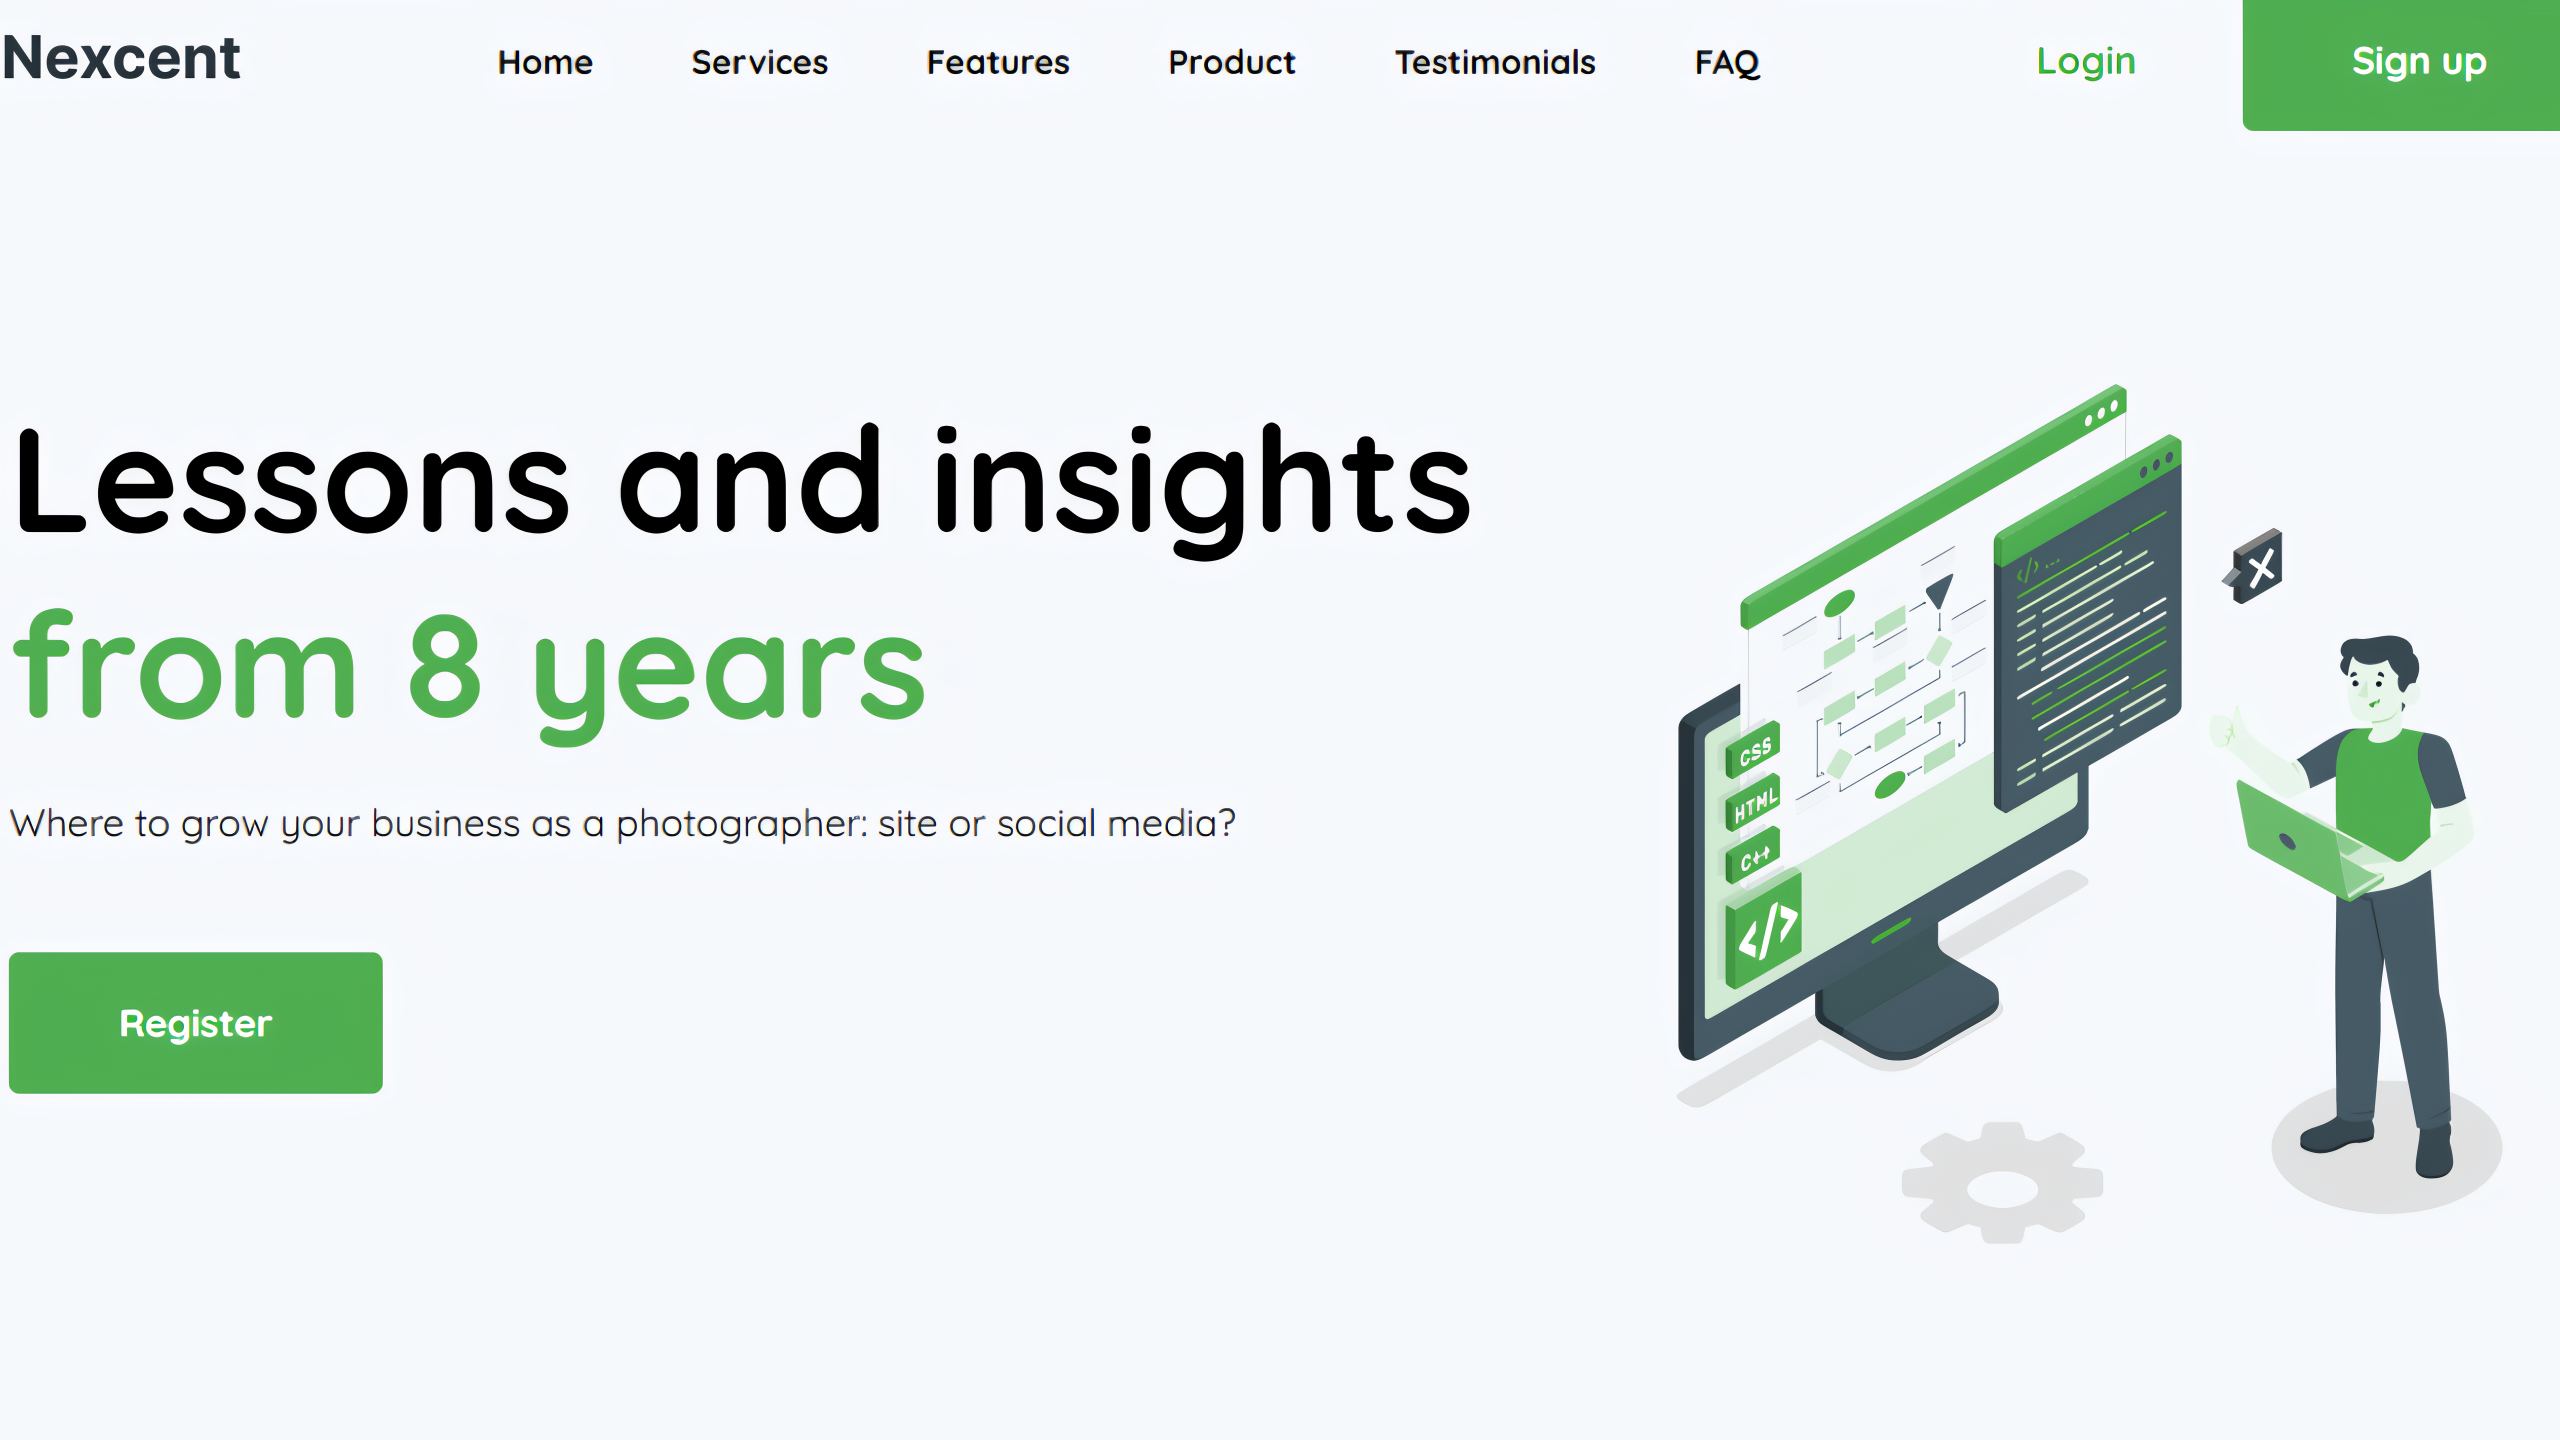 Nexcent
Home Services Features Product Testimonials FAQ Login Sign up
Lessons and insights
from 8 years
Where to grow your business as a photographer: site or social media?
Register
CSS
HTML
C++
</>
</>